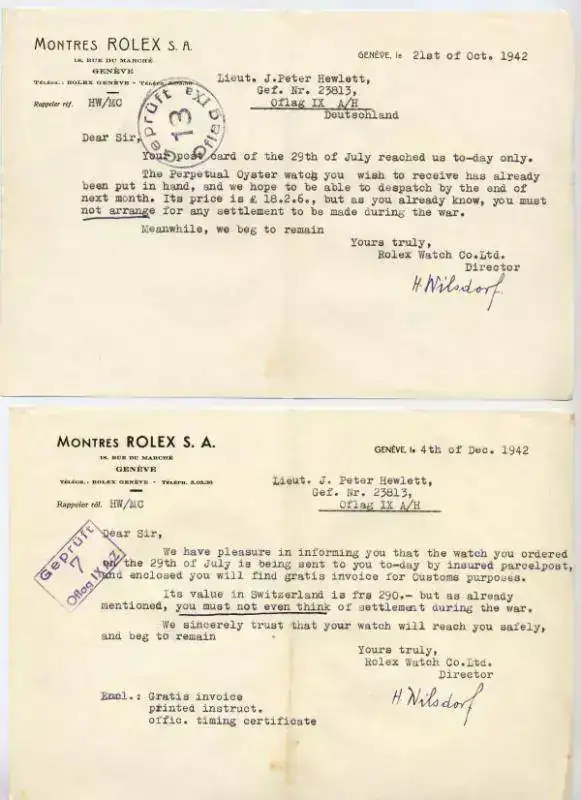 MONTRES ROLEX S. A.
18, RUE DU MARCHÉ
GENÈVE
TÉLÉGR.: ROLEX GENÈVE • TÉLÉPH.
Rappeler réf. HW/MC
GENÈVE, le 21st of Oct. 1942
Lieut. J.Peter Hewlett,
Gef. Nr. 23813,
Oflag IX A/H
Deutschland
Geprüft
13
Oflag IXa
Dear Sir,
Your post card of the 29th of July reached us to-day only.
The Perpetual Oyster watch you wish to receive has already
been put in hand, and we hope to be able to despatch by the end of
next month. Its price is £ 18.2.6., but as you already know, you must
not arrange for any settlement to be made during the war.
Meanwhile, we beg to remain
Yours truly,
Rolex Watch Co.Ltd.
Director
H. Wilsdorf.
MONTRES ROLEX S. A.
18, RUE DU MARCHÉ
GENÈVE
TÉLÉGR.: ROLEX GENÈVE • TÉLÉPH. 5.03.30
Rappeler réf. HW/MC
GENÈVE, le 4th of Dec. 1942
Lieut. J. Peter Hewlett,
Gef. Nr. 23813,
Oflag IX A/H
Geprüft
7
Oflag IX A/Z
Dear Sir,
We have pleasure in informing you that the watch you ordered
on the 29th of July is being sent to you to-day by insured parcelpost,
and enclosed you will find gratis invoice for Customs purposes.
Its value in Switzerland is frs 290.- but as already
mentioned, you must not even think of settlement during the war.
We sincerely trust that your watch will reach you safely,
and beg to remain
Yours truly,
Rolex Watch Co.Ltd.
Director
H. Wilsdorf
Encl.: Gratis invoice
printed instruct.
offic. timing certificate